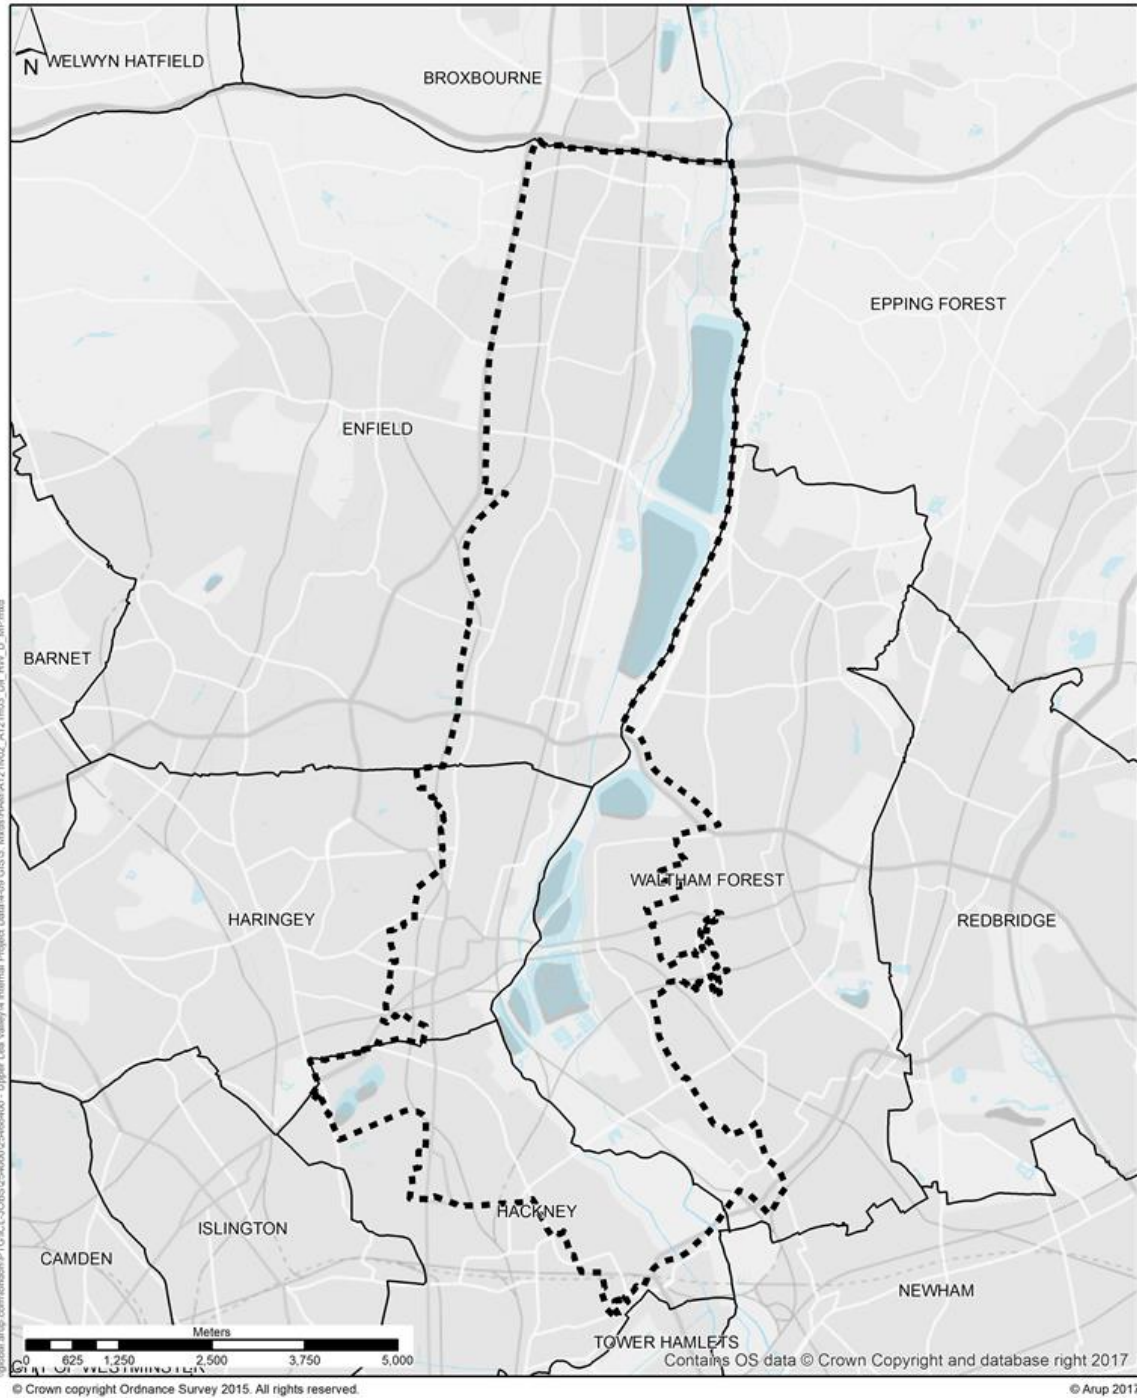 N
WELWYN HATFIELD
BROXBOURNE
EPPING FOREST
ENFIELD
BARNET
WALTHAM FOREST
HARINGEY
REDBRIDGE
HACKNEY
ISLINGTON
CAMDEN
NEWHAM
Meters
0 625 1,250 2,500 3,750 5,000
TOWER HAMLETS
OF WESTMINSTER
Contains OS data © Crown Copyright and database right 2017
© Crown copyright Ordnance Survey 2015. All rights reserved.
© Arup 2017